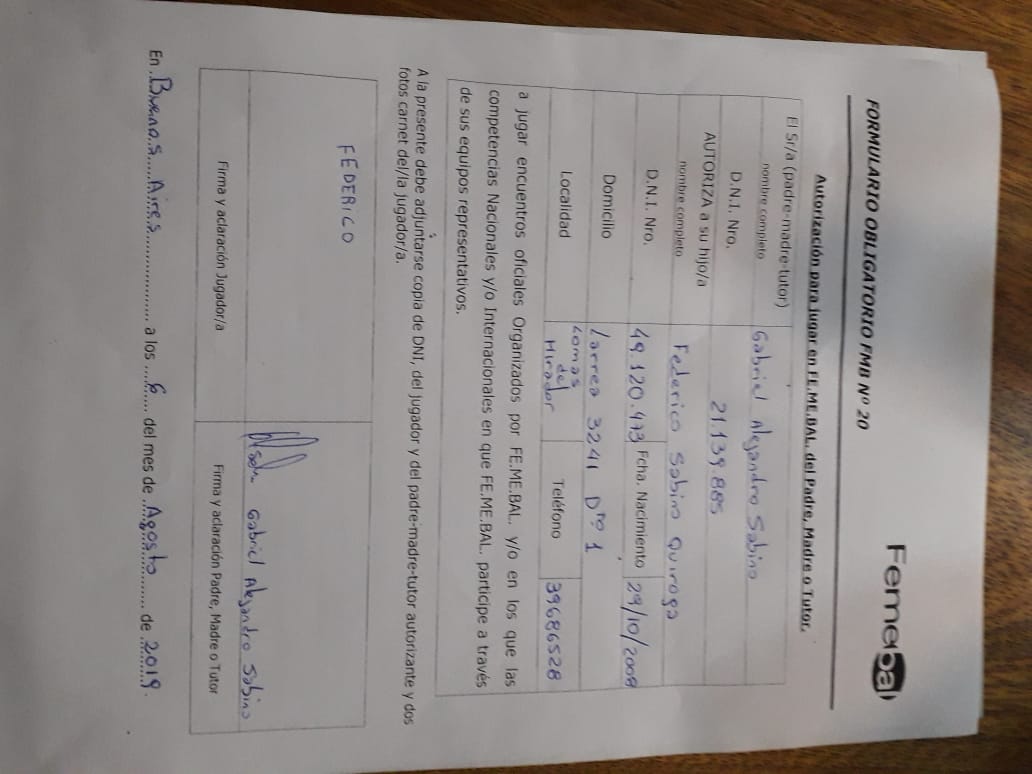 Femebal
FORMULARIO OBLIGATORIO FMB Nº 20
Autorización para jugar en FE.ME.BAL. del Padre, Madre o Tutor.
El Sr/a (padre-madre-tutor) nombre completo Gabriel Alejandro Sabino
D.N.I. Nro. 21.139.885
AUTORIZA a su hijo/a nombre completo Federico Sabino Quiroga
D.N.I. Nro. 49.120.473 Fcha. Nacimiento 29/10/2008
Domicilio Larrea 3241 Dto 1
Localidad Lomas del Mirador Teléfono 39686528
a jugar encuentros oficiales Organizados por FE.ME.BAL. y/o en los que las
competencias Nacionales y/o Internacionales en que FE.ME.BAL. participe a través
de sus equipos representativos.
A la presente debe adjuntarse copia de DNI, del jugador y del padre-madre-tutor autorizante y dos
fotos carnet del/la jugador/a.
FEDERICO
Gabriel Alejandro Sabino
Firma y aclaración Jugador/a Firma y aclaración Padre, Madre o Tutor
En Buenos Aires a los 6 del mes de Agosto de 2019.